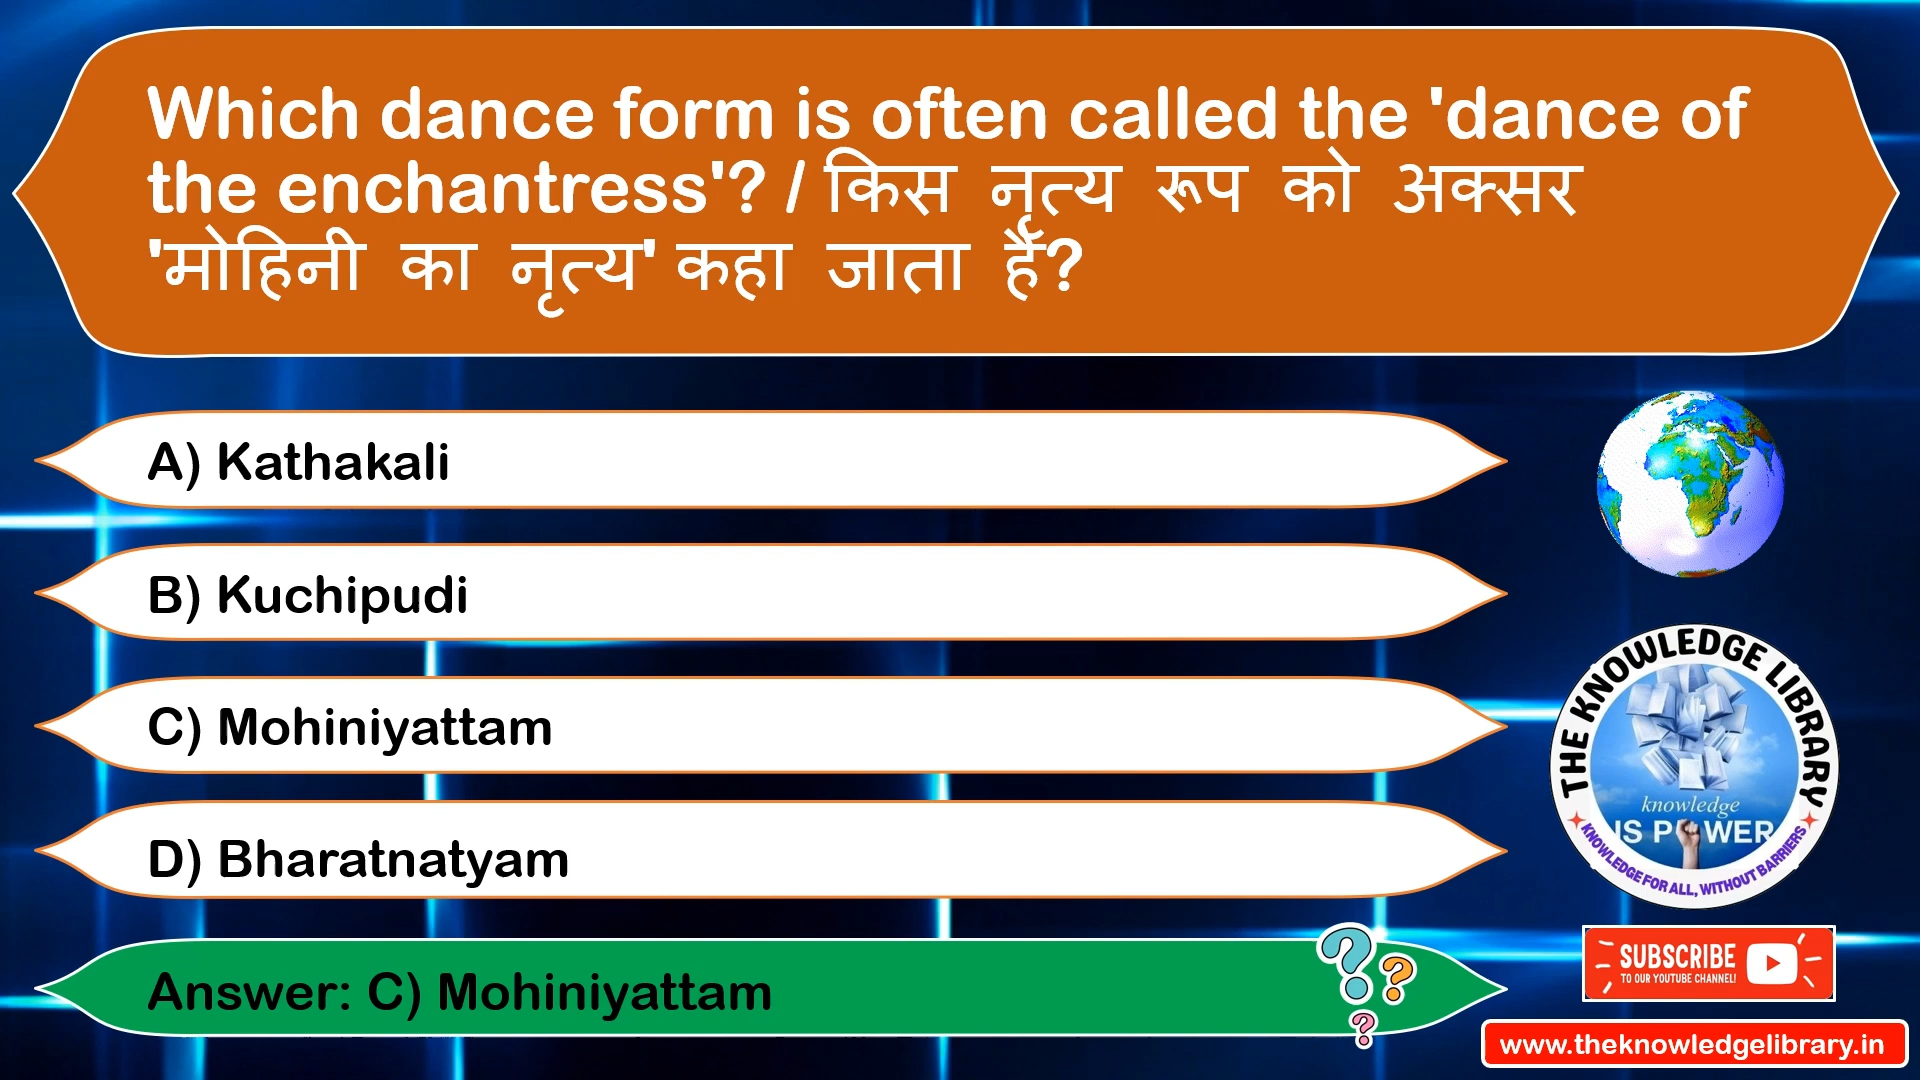 Which dance form is often called the 'dance of
the enchantress'? / किस नृत्य रूप को अक्सर
'मोहिनी का नृत्य' कहा जाता है?
A) Kathakali
B) Kuchipudi
C) Mohiniyattam
D) Bharatnatyam
Answer: C) Mohiniyattam
THE KNOWLEDGE LIBRARY
knowledge
IS POWER
KNOWLEDGE FOR ALL, WITHOUT BARRIERS
SUBSCRIBE
TO OUR YOUTUBE CHANNEL!
www.theknowledgelibrary.in